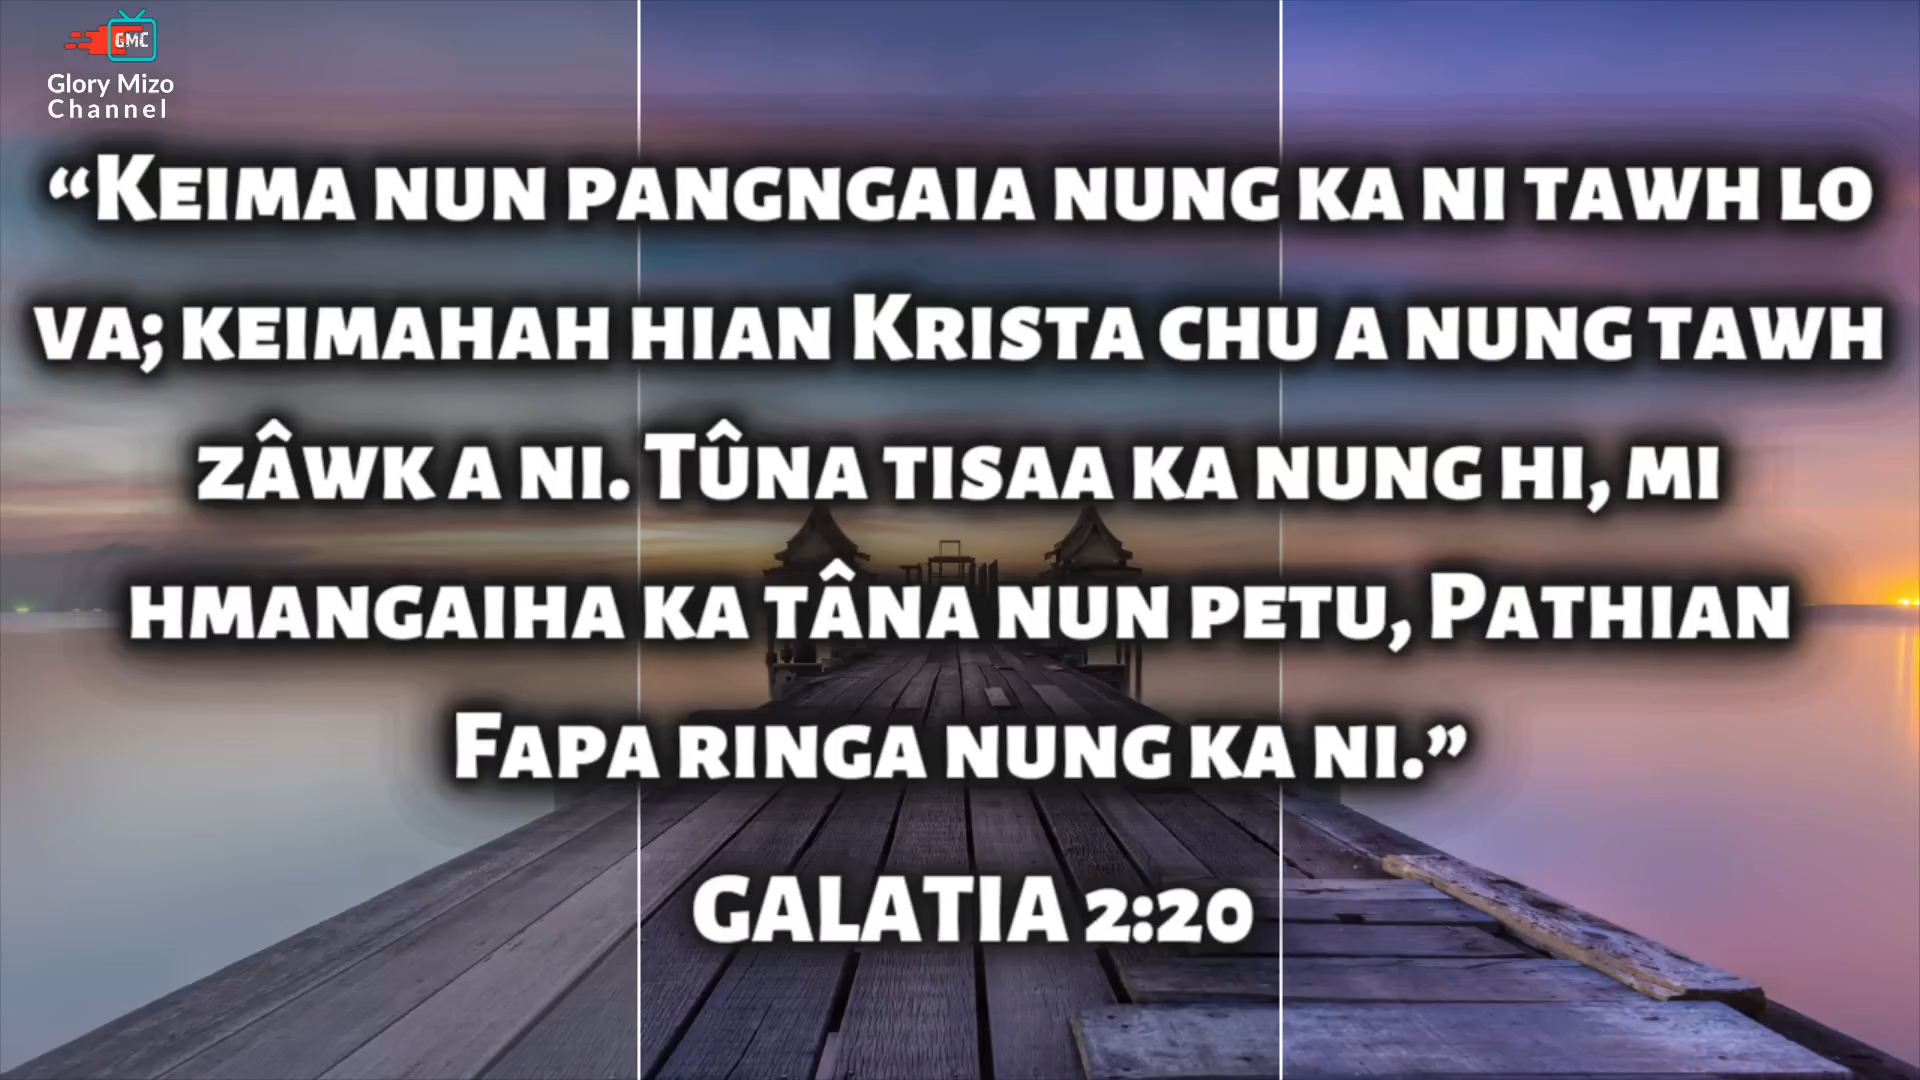 GMC
Glory Mizo
Channel
“Keima nun pangngaia nung ka ni tawh lo
va; keimahah hian Krista chu a nung tawh
zâwk a ni. Tûna tisaa ka nung hi, mi
hmangaiha ka tâna nun petu, Pathian
Fapa ringa nung ka ni.”
GALATIA 2:20